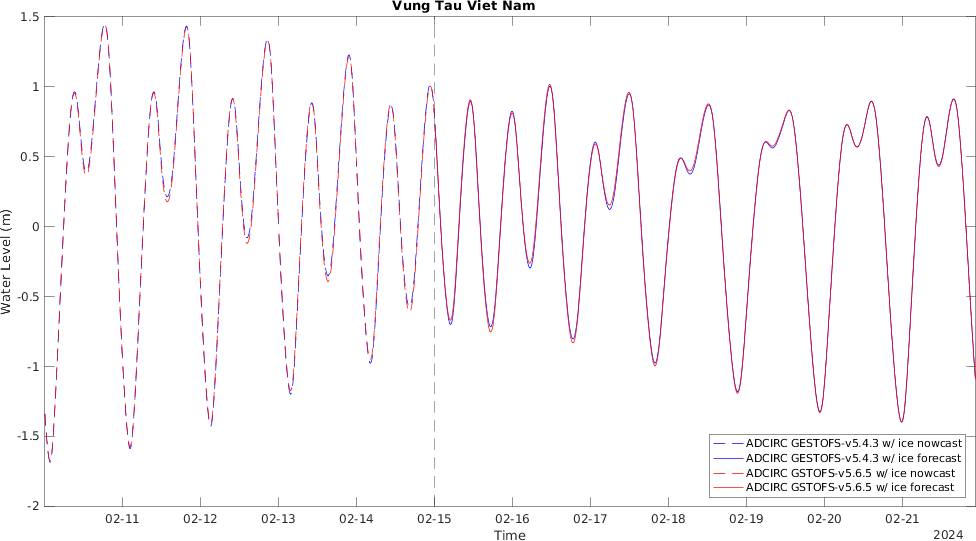 Vung Tau Viet Nam
1.5
1
0.5
0
-0.5
-1
-1.5
-2
Water Level (m)
ADCIRC GESTOFS-v5.4.3 w/ ice nowcast
ADCIRC GESTOFS-v5.4.3 w/ ice forecast
ADCIRC GSTOFS-v5.6.5 w/ ice nowcast
ADCIRC GSTOFS-v5.6.5 w/ ice forecast
02-11 02-12 02-13 02-14 02-15 02-16 02-17 02-18 02-19 02-20 02-21
Time
2024